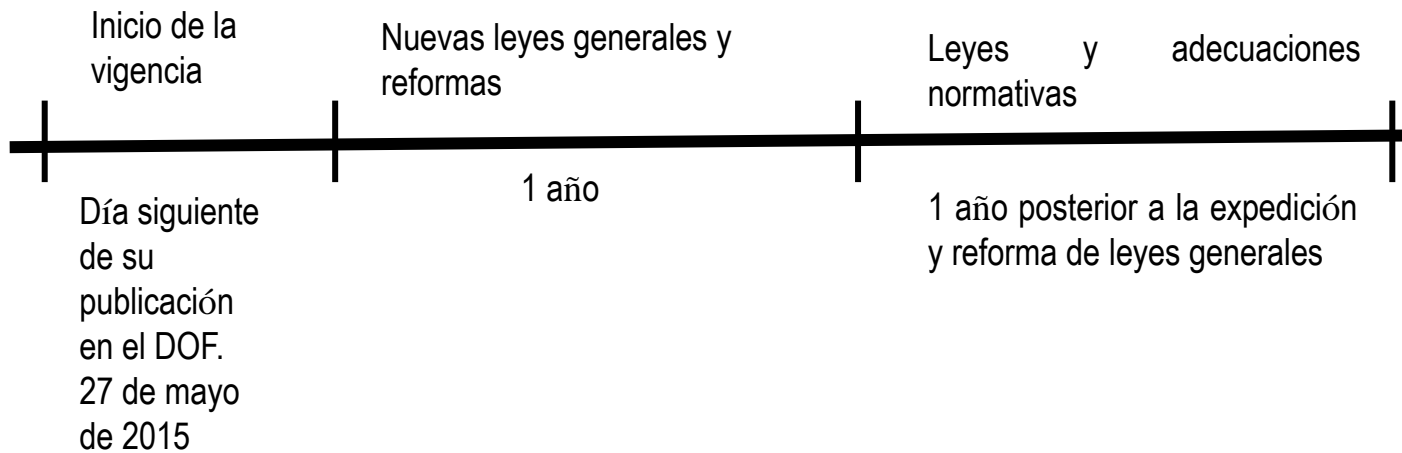 Inicio de la
vigencia
Día siguiente
de su
publicación
en el DOF.
27 de mayo
de 2015
Nuevas leyes generales y
reformas
1 año
Leyes y adecuaciones
normativas
1 año posterior a la expedición
y reforma de leyes generales